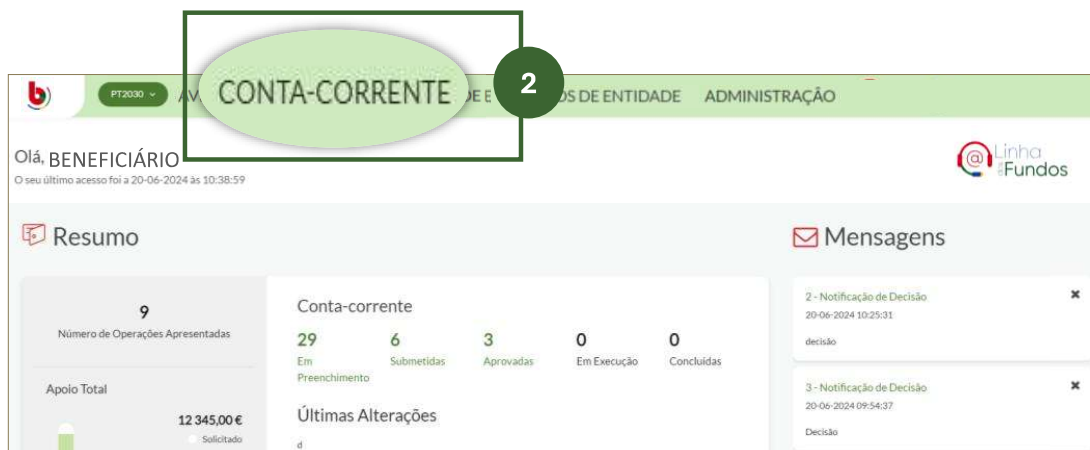 CONTA-CORRENTE
2
b
PT2030
AV
DE E
OS DE ENTIDADE
ADMINISTRAÇÃO
Olá, BENEFICIÁRIO
O seu último acesso foi a 20-06-2024 às 10:38:59
@ Linha
dos
Fundos
Resumo
9
Número de Operações Apresentadas
Apoio Total
12 345,00 €
Solicitado
Conta-corrente
29 6 3 0 0
Em Preenchimento Submetidas Aprovadas Em Execução Concluídas
Últimas Alterações
d
Mensagens
2 - Notificação de Decisão
20-06-2024 10:25:31
decisão
3 - Notificação de Decisão
20-06-2024 09:54:37
Decisão